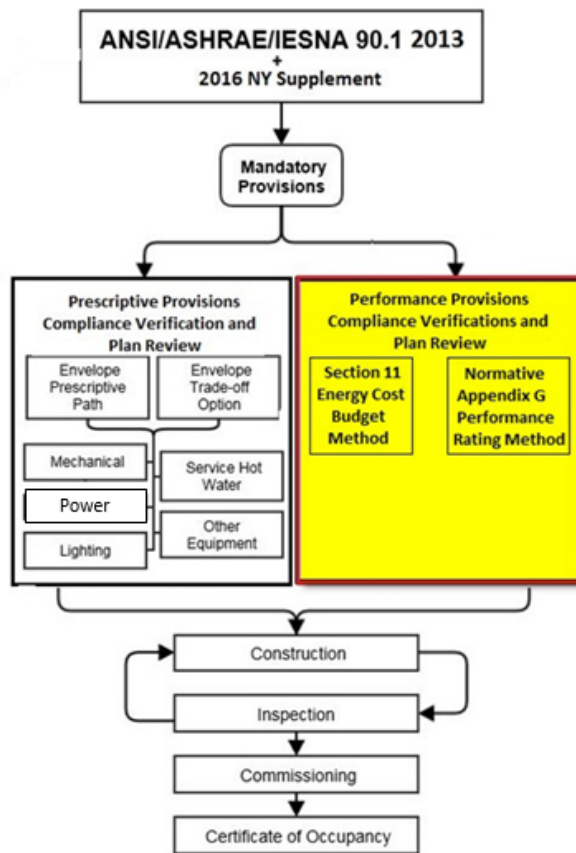 ANSI/ASHRAE/IESNA 90.1 2013
+
2016 NY Supplement
Mandatory
Provisions
Prescriptive Provisions
Compliance Verification and
Plan Review
Envelope
Prescriptive
Path
Envelope
Trade-off
Option
Mechanical
Service Hot
Water
Power
Other
Equipment
Lighting
Performance Provisions
Compliance Verifications and
Plan Review
Section 11
Energy Cost
Budget
Method
Normative
Appendix G
Performance
Rating Method
Construction
Inspection
Commissioning
Certificate of Occupancy